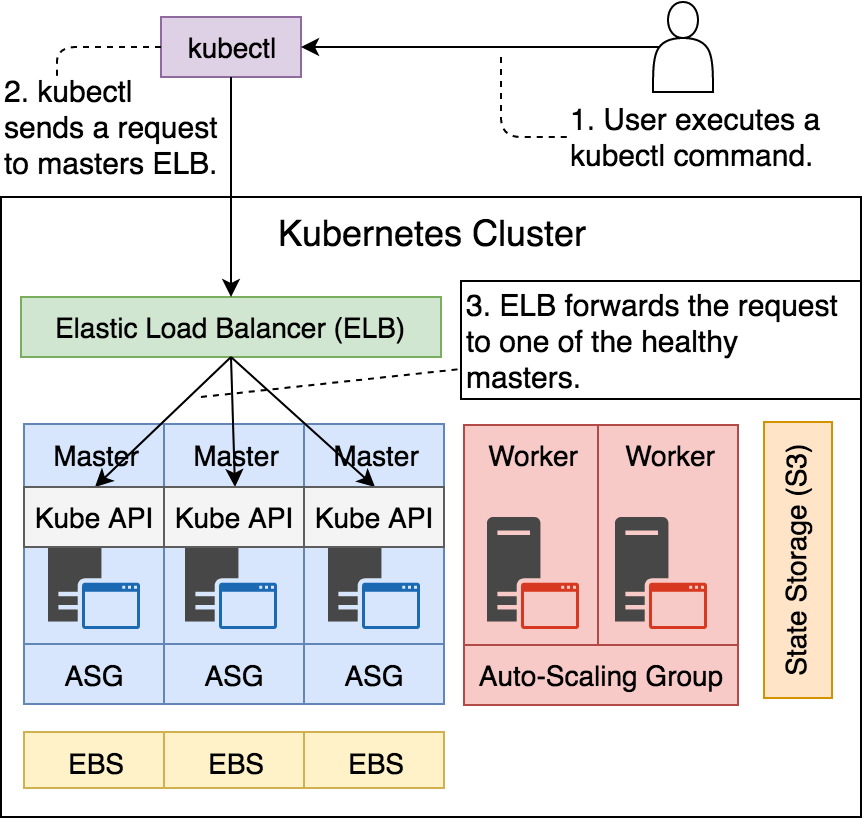 kubectl
2. kubectl
sends a request
to masters ELB.
1. User executes a
kubectl command.
Kubernetes Cluster
Elastic Load Balancer (ELB)
3. ELB forwards the request
to one of the healthy
masters.
Master Master Master
Kube API Kube API Kube API
ASG ASG ASG
EBS EBS EBS
Worker Worker
Auto-Scaling Group
State Storage (S3)